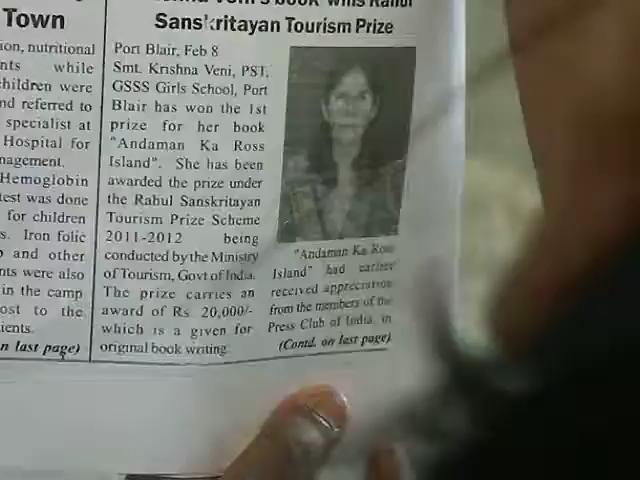 Veni's book wins Rahul
Sanskritayan Tourism Prize
Town
ion, nutritional
nts while
children were
nd referred to
specialist at
Hospital for
nagement.
Hemoglobin
test was done
for children
s. Iron folic
and other
nts were also
in the camp
ost to the
ients.
n last page)
Port Blair, Feb 8
Smt. Krishna Veni, PST,
GSSS Girls School, Port
Blair has won the 1st
prize for her book
"Andaman Ka Ross
Island". She has been
awarded the prize under
the Rahul Sanskritayan
Tourism Prize Scheme
2011-2012 being
conducted by the Ministry
of Tourism, Govt of India.
The prize carries an
award of Rs. 20,000/-
which is a given for
original book writing
"Andaman Ka Ross
Island" had earlier
received appreciation
from the members of the
Press Club of India, in
(Contd. on last page)